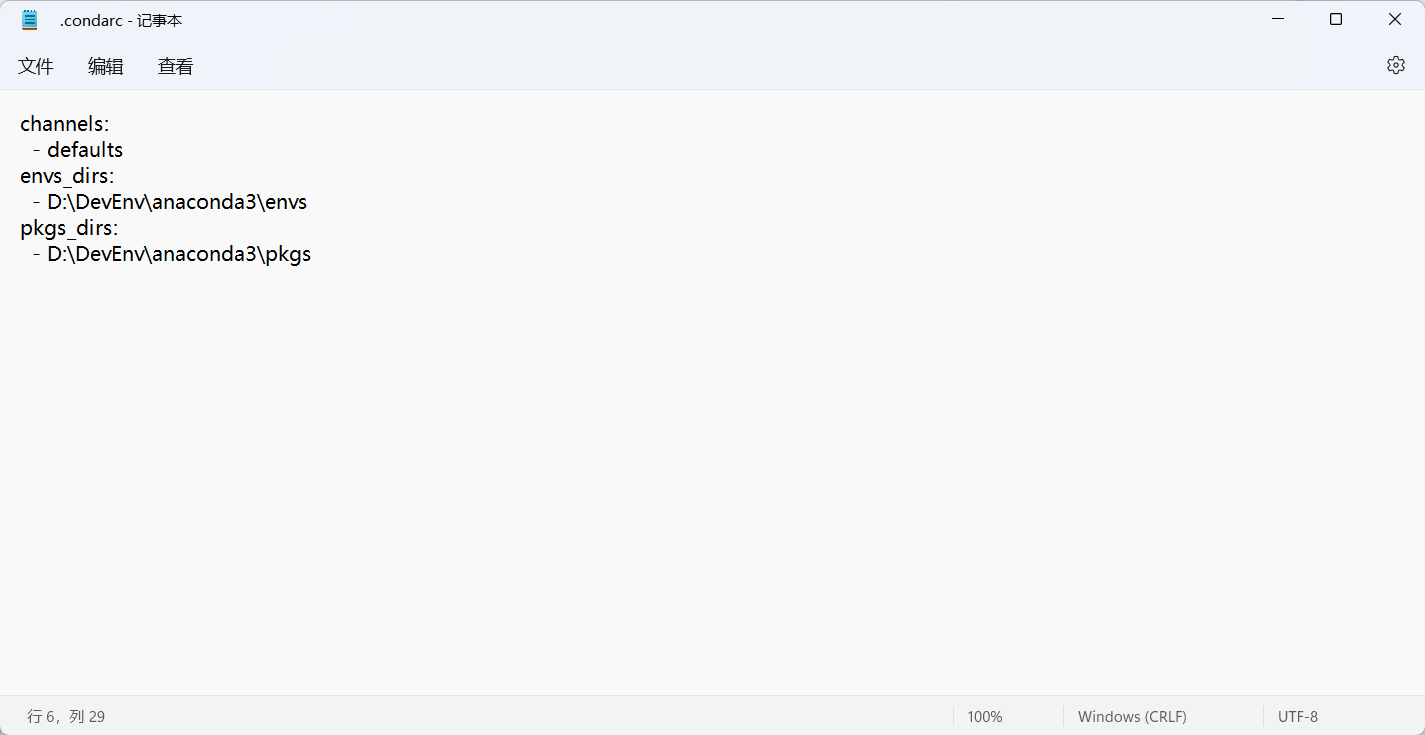 .condarc - 记事本
文件 编辑 查看
channels:
  - defaults
envs_dirs:
  - D:\DevEnv\anaconda3\envs
pkgs_dirs:
  - D:\DevEnv\anaconda3\pkgs
行 6，列 29 100% Windows (CRLF) UTF-8